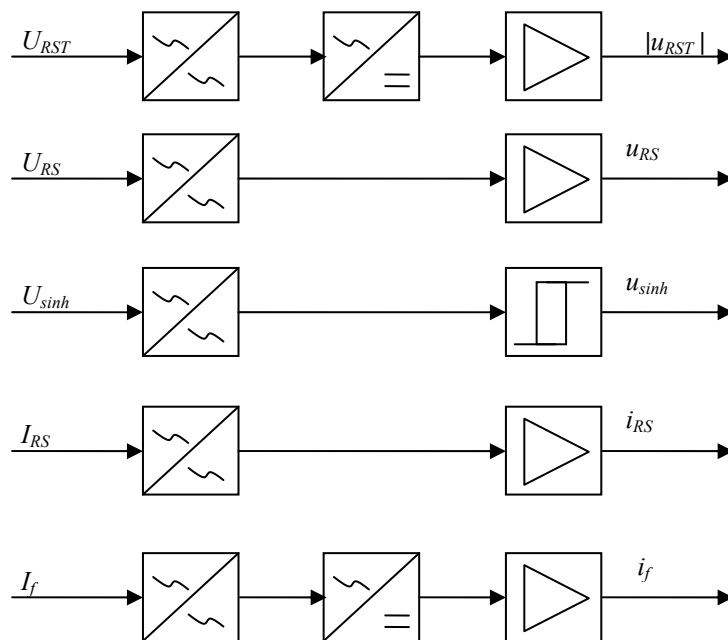 U_RST |u_RST|
U_RS u_RS
U_sinh u_sinh
I_RS i_RS
I_f i_f